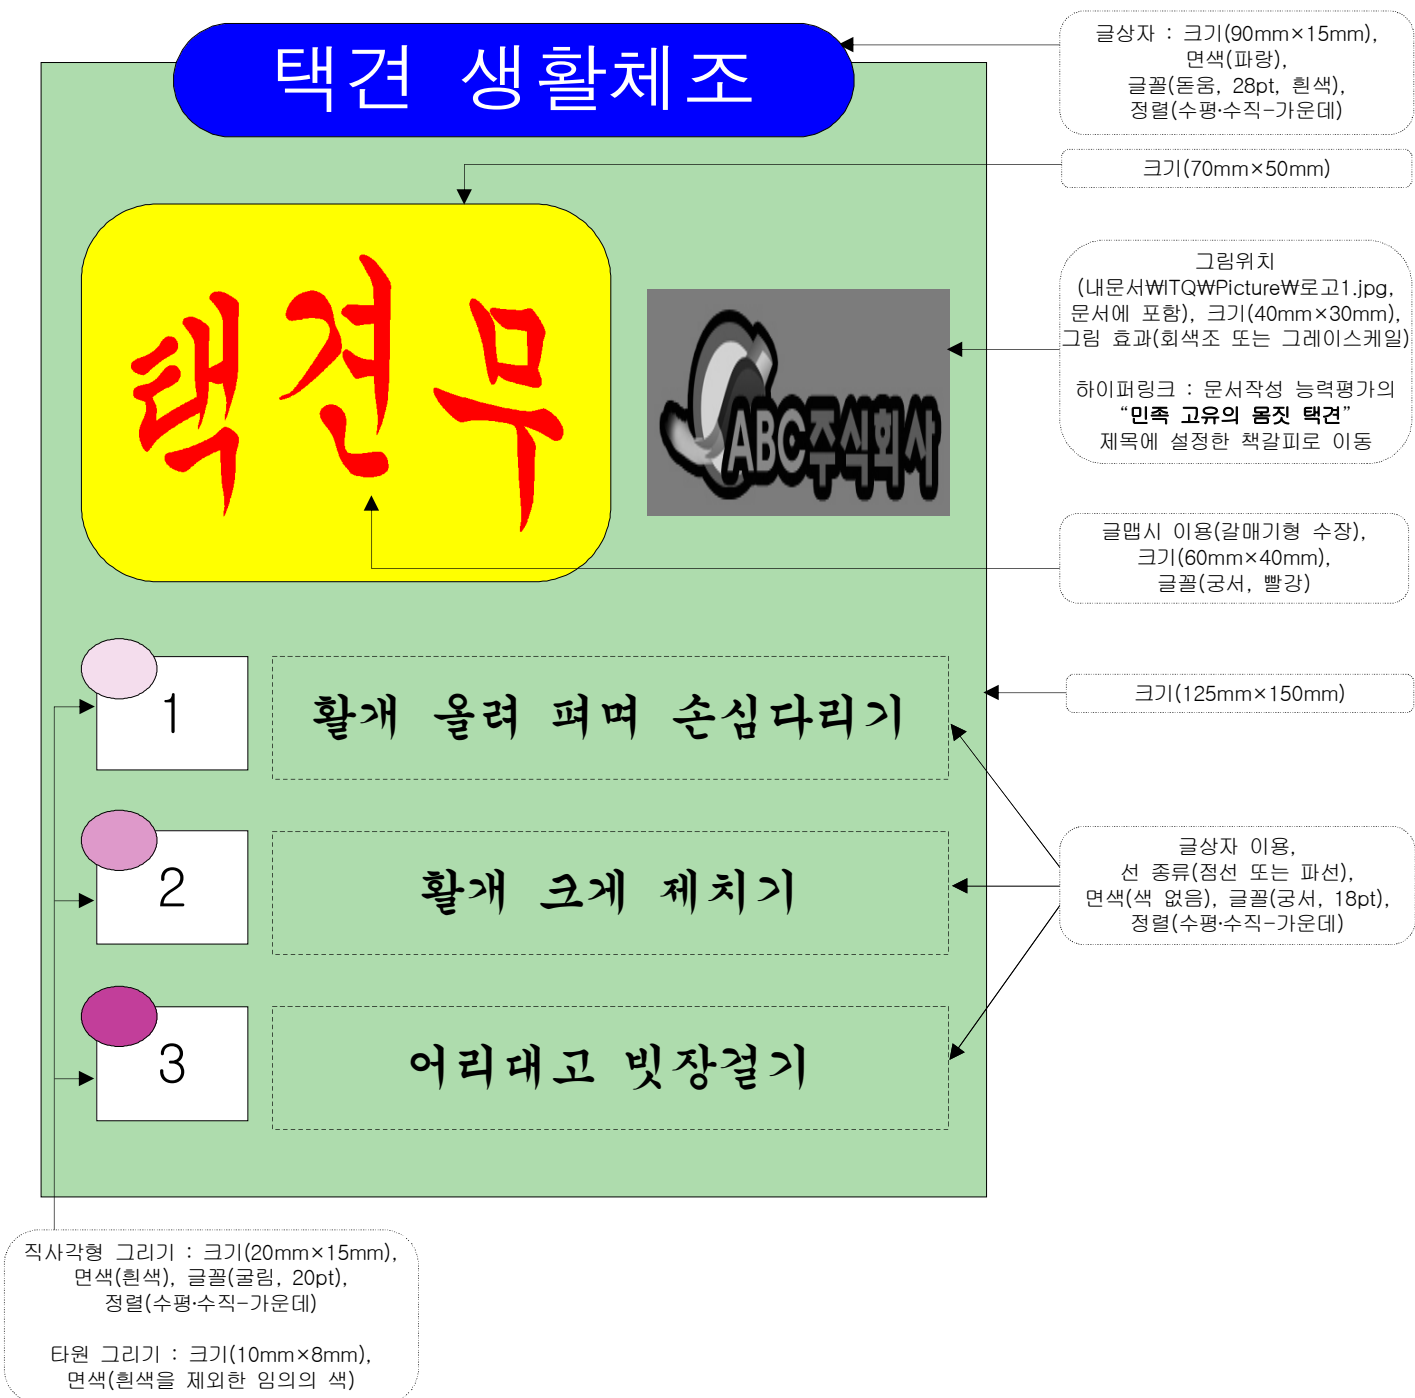 택견 생활체조
글상자 : 크기(90mm×15mm),
면색(파랑),
글꼴(돋움, 28pt, 흰색),
정렬(수평·수직-가운데)
크기(70mm×50mm)
택견무
ABC주식회사
그림위치
(내문서₩ITQ₩Picture₩로고1.jpg,
문서에 포함), 크기(40mm×30mm),
그림 효과(회색조 또는 그레이스케일)
하이퍼링크 : 문서작성 능력평가의
“민족 고유의 몸짓 택견”
제목에 설정한 책갈피로 이동
글맵시 이용(갈매기형 수장),
크기(60mm×40mm),
글꼴(궁서, 빨강)
1
활개 올려 펴며 손심다리기
크기(125mm×150mm)
2
활개 크게 제치기
글상자 이용,
선 종류(점선 또는 파선),
면색(색 없음), 글꼴(궁서, 18pt),
정렬(수평·수직-가운데)
3
어리대고 빗장걸기
직사각형 그리기 : 크기(20mm×15mm),
면색(흰색), 글꼴(굴림, 20pt),
정렬(수평·수직-가운데)
타원 그리기 : 크기(10mm×8mm),
면색(흰색을 제외한 임의의 색)